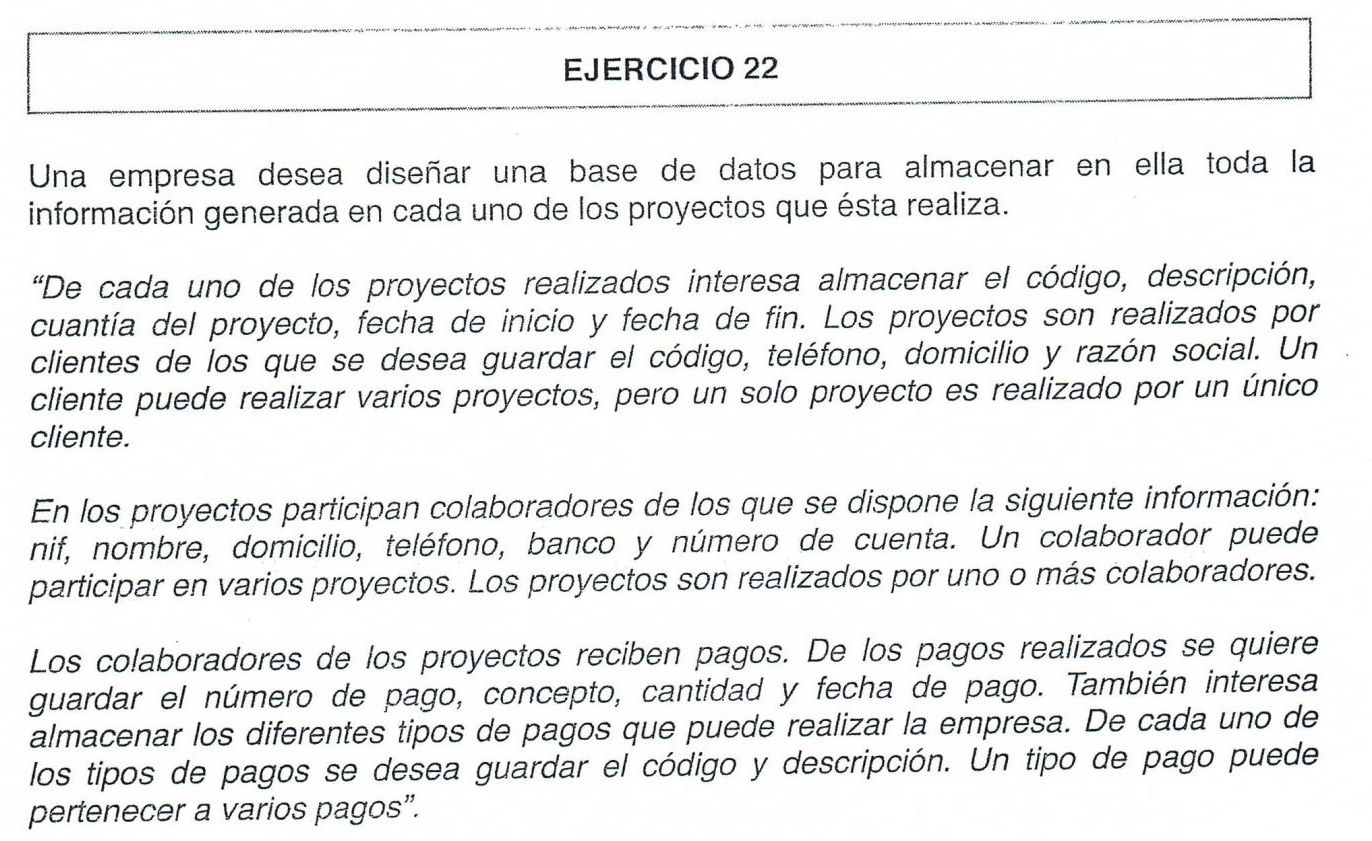 EJERCICIO 22
Una empresa desea diseñar una base de datos para almacenar en ella toda la
información generada en cada uno de los proyectos que ésta realiza.
“De cada uno de los proyectos realizados interesa almacenar el código, descripción,
cuantía del proyecto, fecha de inicio y fecha de fin. Los proyectos son realizados por
clientes de los que se desea guardar el código, teléfono, domicilio y razón social. Un
cliente puede realizar varios proyectos, pero un solo proyecto es realizado por un único
cliente.
En los proyectos participan colaboradores de los que se dispone la siguiente información:
nif, nombre, domicilio, teléfono, banco y número de cuenta. Un colaborador puede
participar en varios proyectos. Los proyectos son realizados por uno o más colaboradores.
Los colaboradores de los proyectos reciben pagos. De los pagos realizados se quiere
guardar el número de pago, concepto, cantidad y fecha de pago. También interesa
almacenar los diferentes tipos de pagos que puede realizar la empresa. De cada uno de
los tipos de pagos se desea guardar el código y descripción. Un tipo de pago puede
pertenecer a varios pagos”.